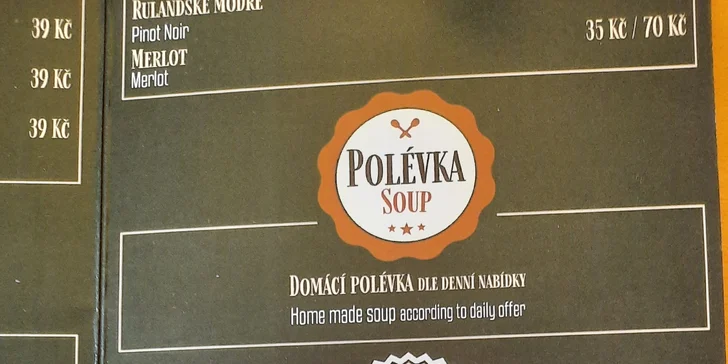 39 Kč
39 Kč
39 Kč
Rulandské modré
Pinot Noir
35 Kč / 70 Kč
Merlot
Merlot
Polévka
Soup
Domácí polévka dle denní nabídky
Home made soup according to daily offer